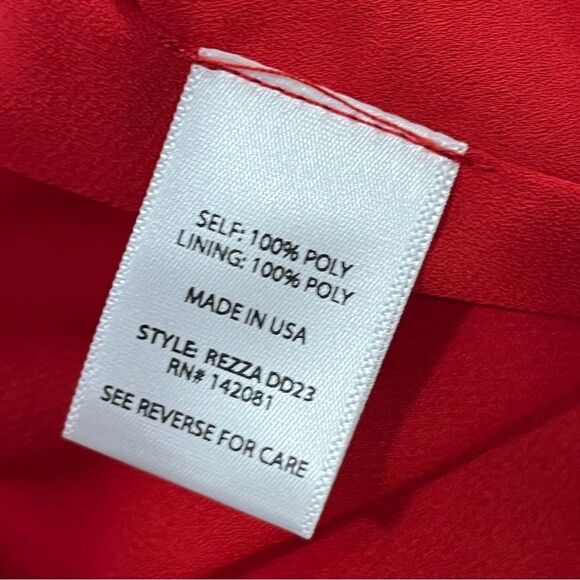 SELF: 100% POLY
LINING: 100% POLY
MADE IN USA
STYLE: REZZA DD23
RN# 142081
SEE REVERSE FOR CARE